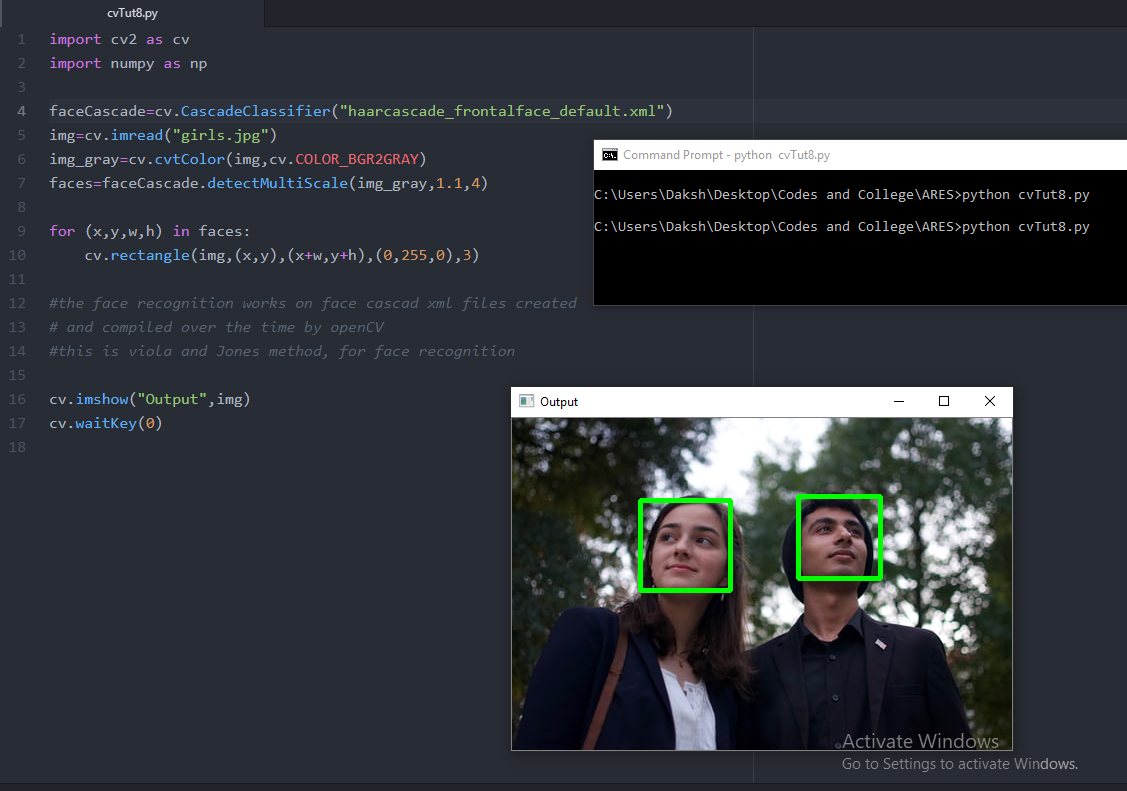 cvTut8.py
1 import cv2 as cv
2 import numpy as np
3
4 faceCascade=cv.CascadeClassifier("haarcascade_frontalface_default.xml")
5 img=cv.imread("girls.jpg")
6 img_gray=cv.cvtColor(img,cv.COLOR_BGR2GRAY)
7 faces=faceCascade.detectMultiScale(img_gray,1.1,4)
8
9 for (x,y,w,h) in faces:
10     cv.rectangle(img,(x,y),(x+w,y+h),(0,255,0),3)
11
12 #the face recognition works on face cascad xml files created
13 # and compiled over the time by openCV
14 #this is viola and Jones method, for face recognition
15
16 cv.imshow("Output",img)
17 cv.waitKey(0)
18
C:\. Command Prompt - python  cvTut8.py
C:\Users\Daksh\Desktop\Codes and College\ARES>python cvTut8.py
C:\Users\Daksh\Desktop\Codes and College\ARES>python cvTut8.py
Output
Activate Windows
Go to Settings to activate Windows.